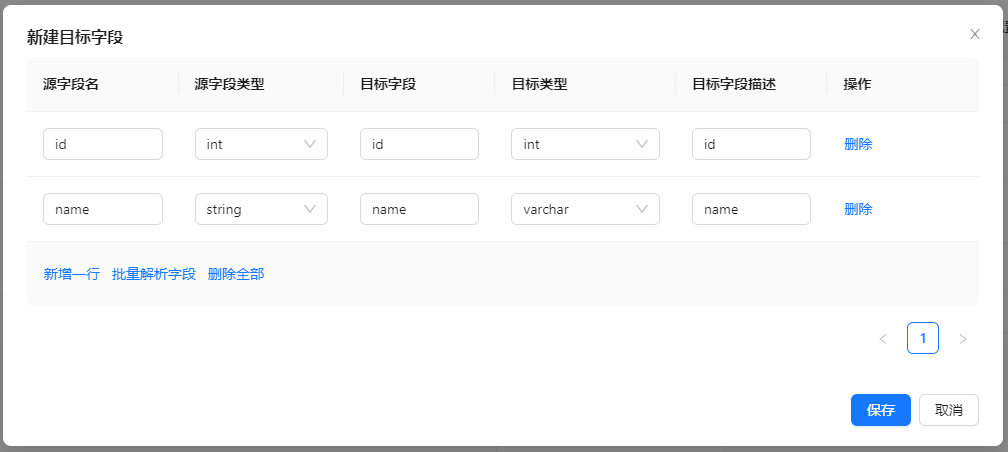 新建目标字段
源字段名 源字段类型 目标字段 目标类型 目标字段描述 操作
id int id int id 删除
name string name varchar name 删除
新增一行 批量解析字段 删除全部
1
保存 取消